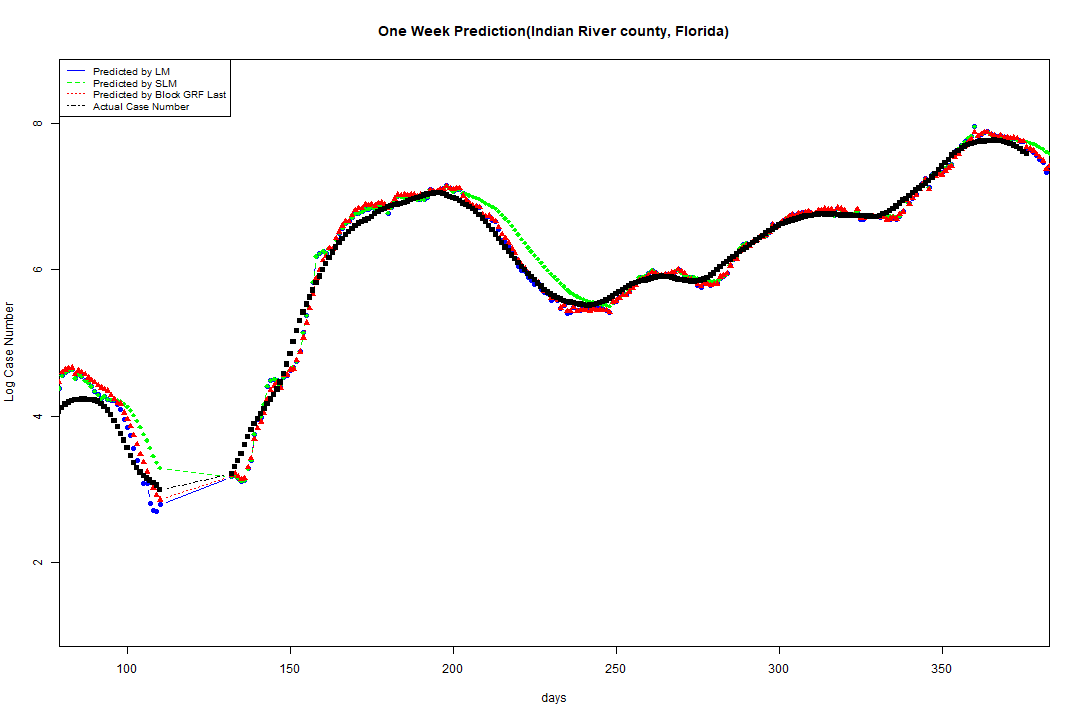 One Week Prediction(Indian River county, Florida)
Predicted by LM
Predicted by SLM
Predicted by Block GRF Last
Actual Case Number
8
6
4
2
Log Case Number
100 150 200 250 300 350
days